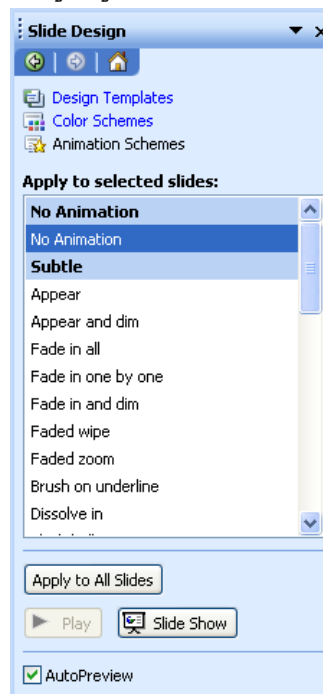 Slide Design
Design Templates
Color Schemes
Animation Schemes
Apply to selected slides:
No Animation
No Animation
Subtle
Appear
Appear and dim
Fade in all
Fade in one by one
Fade in and dim
Faded wipe
Faded zoom
Brush on underline
Dissolve in
Apply to All Slides
Play
Slide Show
AutoPreview